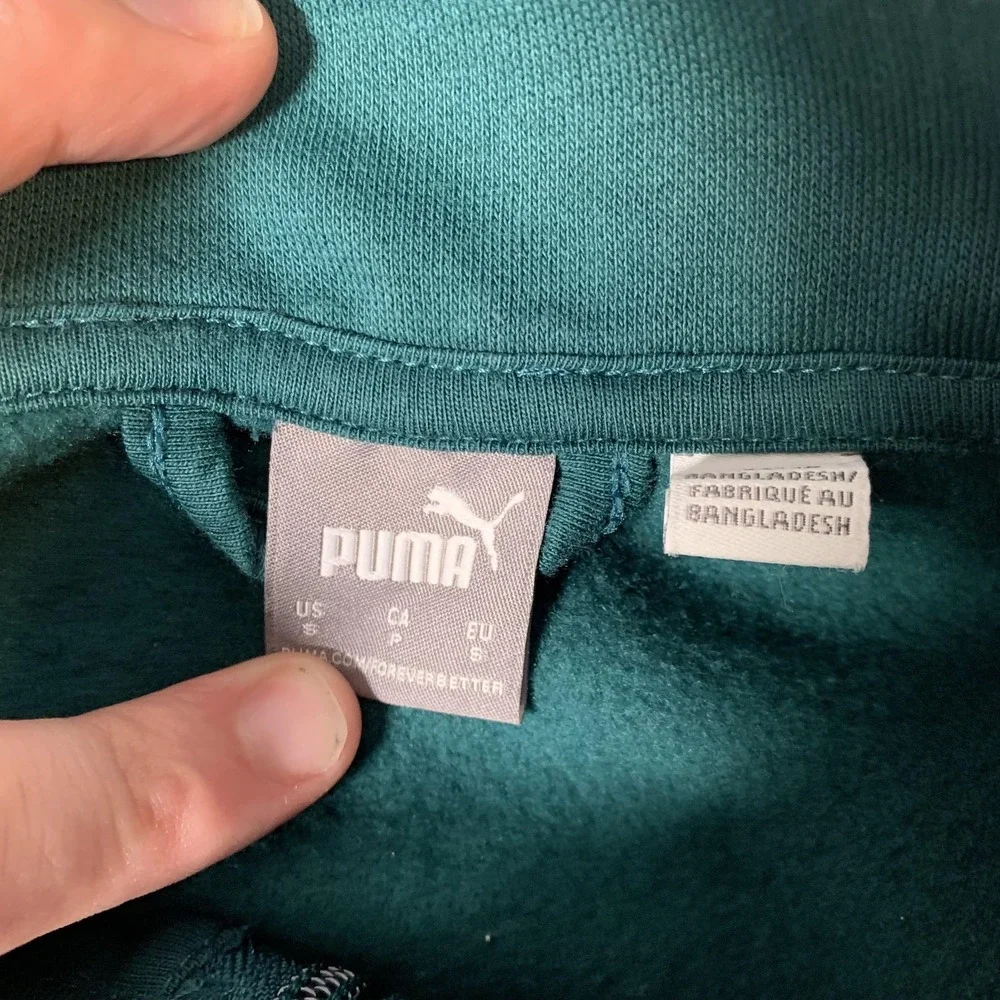 PUMA
US CA EU
S P S
PUMA.COM/FOREVERBETTER
BANGLADESH/
FABRIQUÉ AU
BANGLADESH